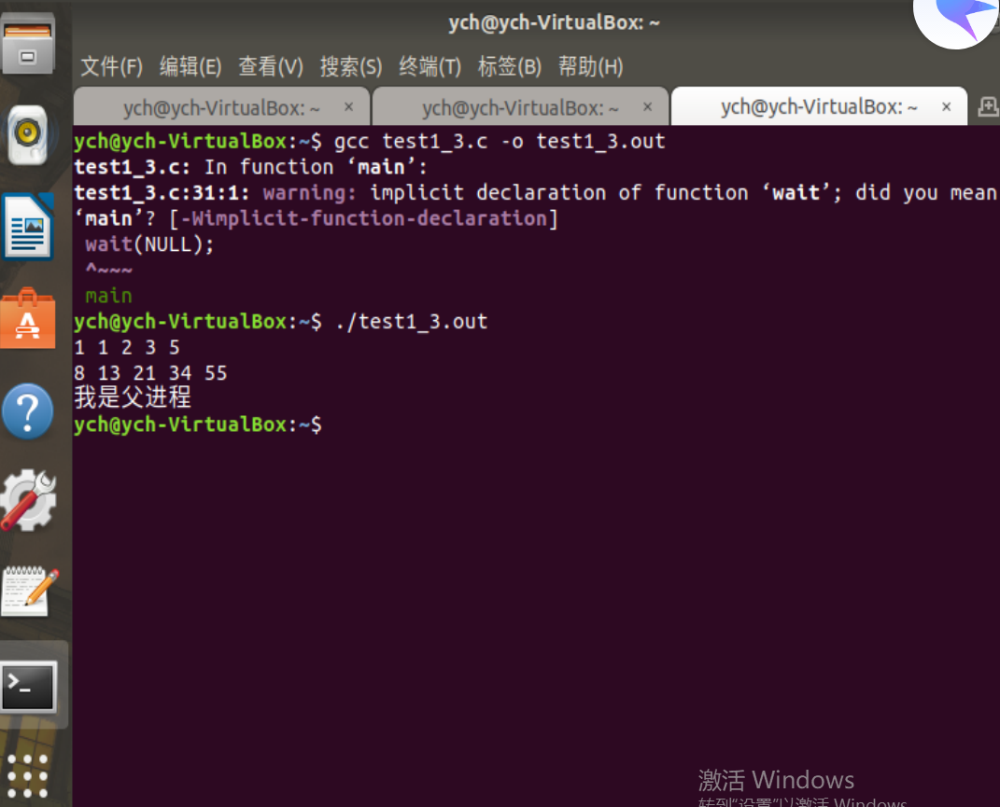 ych@ych-VirtualBox: ~
文件(F) 编辑(E) 查看(V) 搜索(S) 终端(T) 标签(B) 帮助(H)
ych@ych-VirtualBox: ~ × ych@ych-VirtualBox: ~ × ych@ych-VirtualBox: ~ ×
ych@ych-VirtualBox:~$ gcc test1_3.c -o test1_3.out
test1_3.c: In function ‘main’:
test1_3.c:31:1: warning: implicit declaration of function ‘wait’; did you mean
‘main’? [-Wimplicit-function-declaration]
wait(NULL);
^~~~
main
ych@ych-VirtualBox:~$ ./test1_3.out
1 1 2 3 5
8 13 21 34 55
我是父进程
ych@ych-VirtualBox:~$
激活 Windows
转到“设置”以激活 Windows